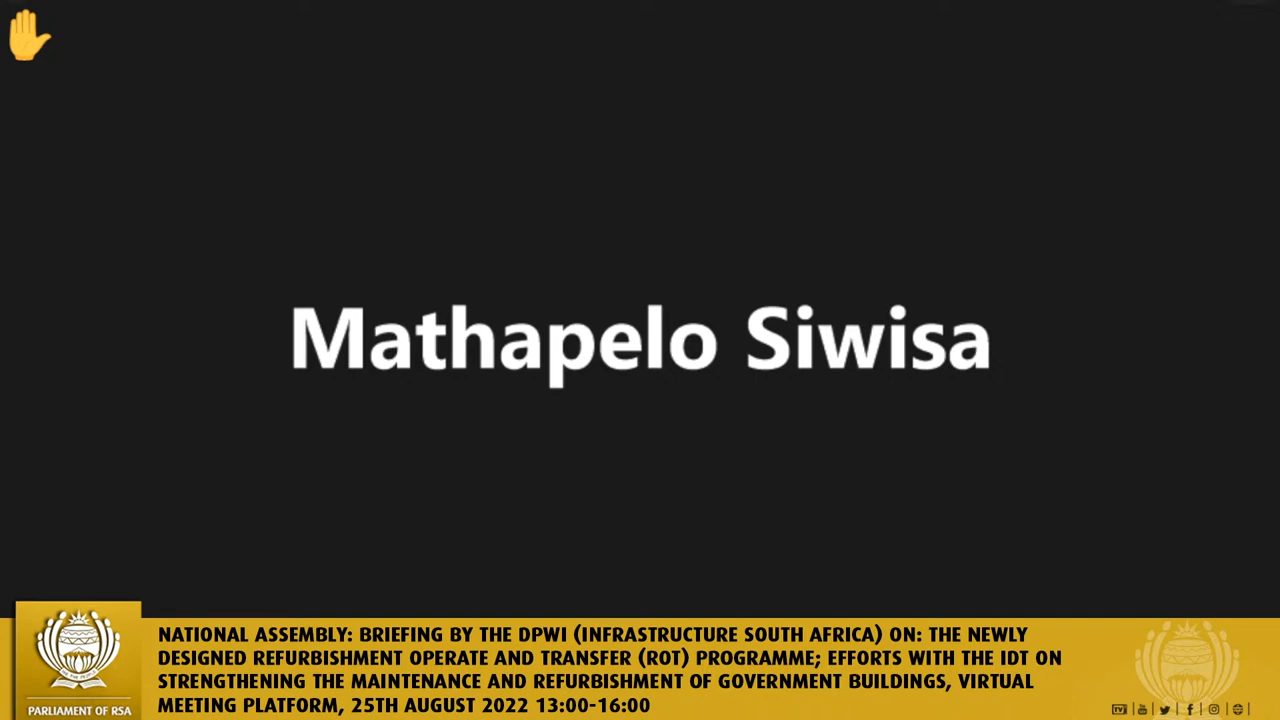 Mathapelo Siwisa
NATIONAL ASSEMBLY: BRIEFING BY THE DPWI (INFRASTRUCTURE SOUTH AFRICA) ON: THE NEWLY
DESIGNED REFURBISHMENT OPERATE AND TRANSFER (ROT) PROGRAMME; EFFORTS WITH THE IDT ON
STRENGTHENING THE MAINTENANCE AND REFURBISHMENT OF GOVERNMENT BUILDINGS, VIRTUAL
MEETING PLATFORM, 25TH AUGUST 2022 13:00-16:00
PARLIAMENT OF RSA